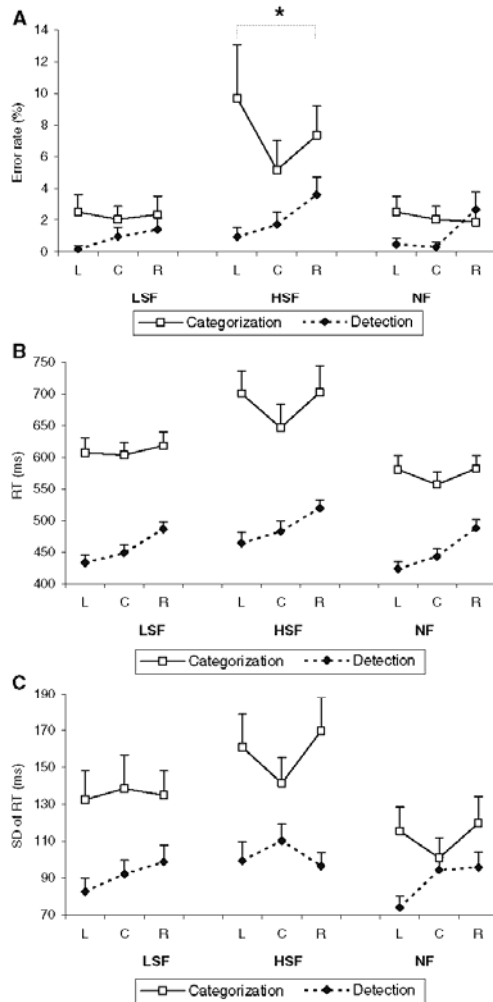 A
14
12
10
8
6
4
2
0
Error rate (%)
*
L C R L C R L C R
LSF HSF NF
Categorization Detection
B
750
700
650
600
550
500
450
400
RT (ms)
L C R L C R L C R
LSF HSF NF
Categorization Detection
C
190
170
150
130
110
90
70
SD of RT (ms)
L C R L C R L C R
LSF HSF NF
Categorization Detection